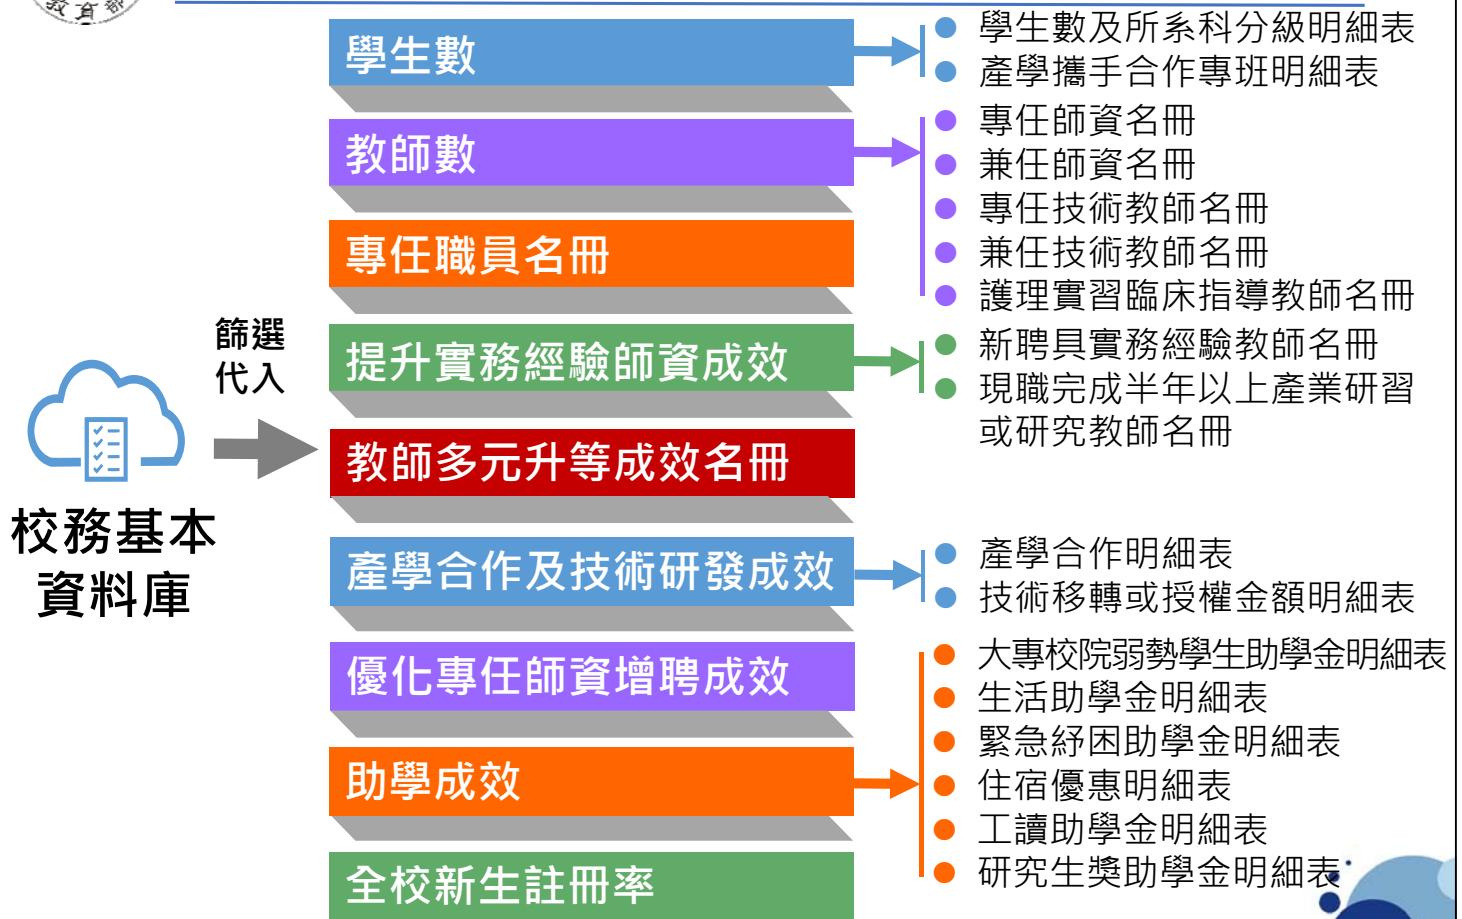 教育部
學生數
學生數及所系科分級明細表
產學攜手合作專班明細表
教師數
專任師資名冊
兼任師資名冊
專任技術教師名冊
兼任技術教師名冊
護理實習臨床指導教師名冊
專任職員名冊
篩選
代入
提升實務經驗師資成效
新聘具實務經驗教師名冊
現職完成半年以上產業研習
或研究教師名冊
教師多元升等成效名冊
校務基本
資料庫
產學合作及技術研發成效
產學合作明細表
技術移轉或授權金額明細表
優化專任師資增聘成效
助學成效
大專校院弱勢學生助學金明細表
生活助學金明細表
緊急紓困助學金明細表
住宿優惠明細表
工讀助學金明細表
研究生獎助學金明細表
全校新生註冊率